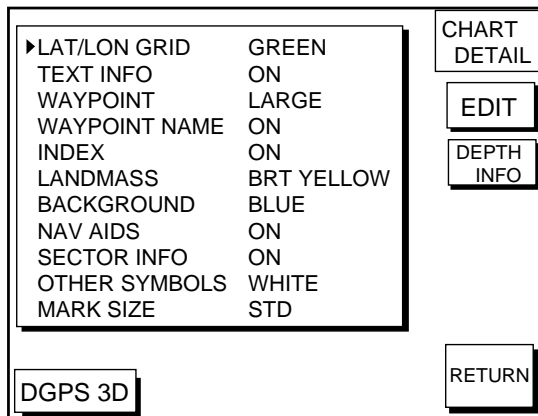 ▶LAT/LON GRID GREEN
TEXT INFO ON
WAYPOINT LARGE
WAYPOINT NAME ON
INDEX ON
LANDMASS BRT YELLOW
BACKGROUND BLUE
NAV AIDS ON
SECTOR INFO ON
OTHER SYMBOLS WHITE
MARK SIZE STD
CHART
DETAIL
EDIT
DEPTH
INFO
RETURN
DGPS 3D